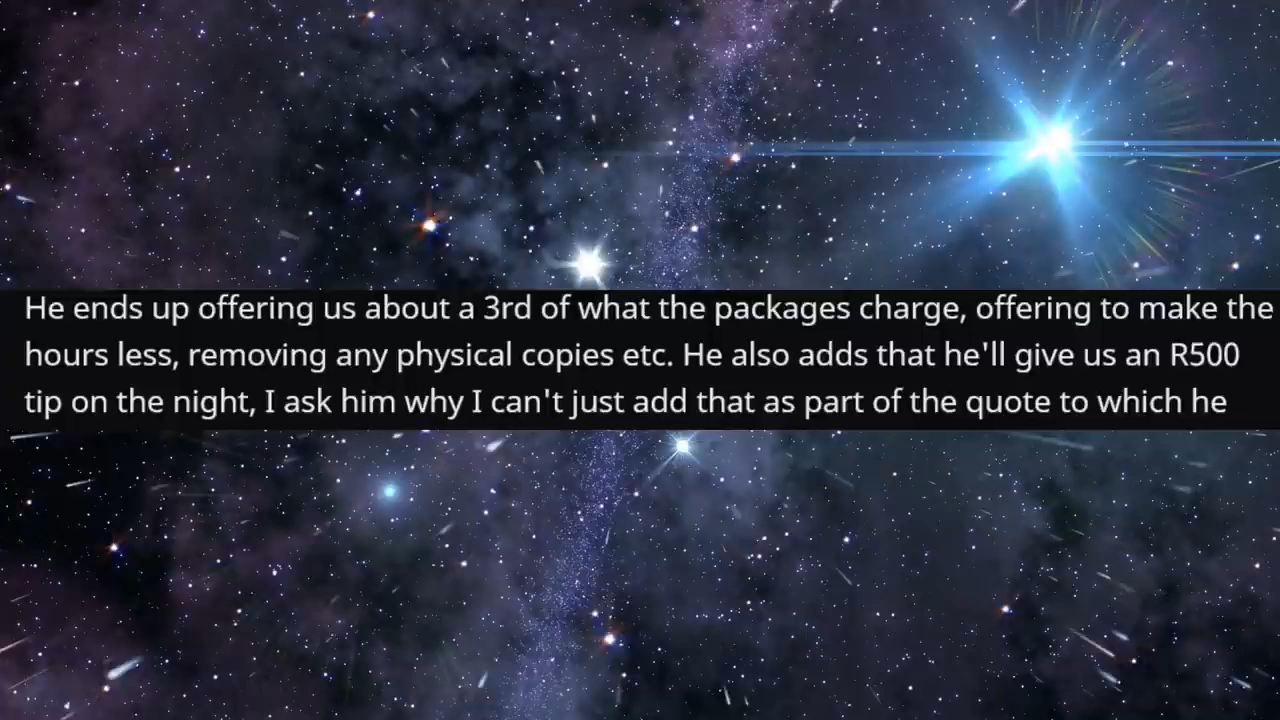 He ends up offering us about a 3rd of what the packages charge, offering to make the
hours less, removing any physical copies etc. He also adds that he'll give us an R500
tip on the night, I ask him why I can't just add that as part of the quote to which he